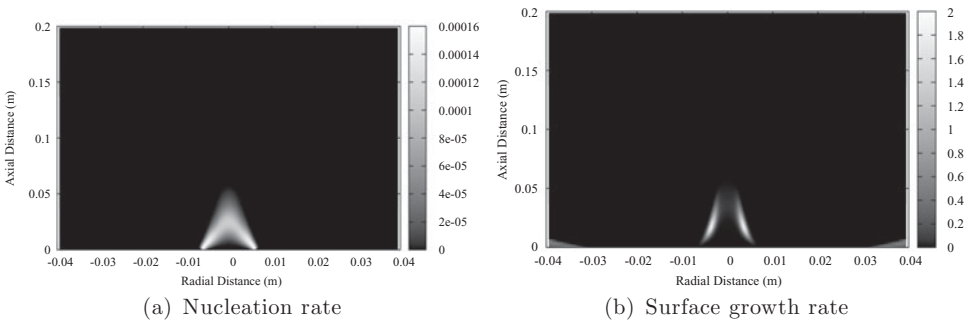 0.2
0.15
0.1
0.05
0
Axial Distance (m)
-0.04 -0.03 -0.02 -0.01 0 0.01 0.02 0.03 0.04
Radial Distance (m)
0.00016
0.00014
0.00012
0.0001
8e-05
6e-05
4e-05
2e-05
0
(a) Nucleation rate
0.2
0.15
0.1
0.05
0
Axial Distance (m)
-0.04 -0.03 -0.02 -0.01 0 0.01 0.02 0.03 0.04
Radial Distance (m)
2
1.8
1.6
1.4
1.2
1
0.8
0.6
0.4
0.2
0
(b) Surface growth rate